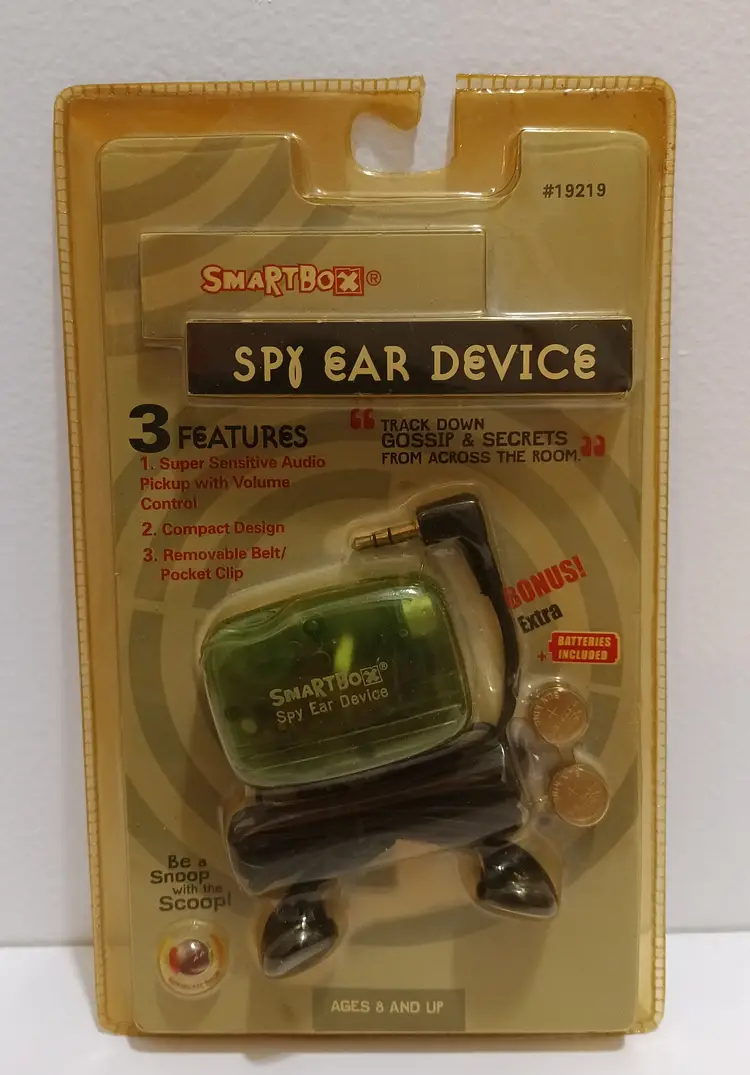 #19219
SMARTBOX®
SPY EAR DEVICE
3 FEATURES
1. Super Sensitive Audio
Pickup with Volume
Control
2. Compact Design
3. Removable Belt/
Pocket Clip
“ TRACK DOWN
GOSSIP & SECRETS
FROM ACROSS THE ROOM. ”
BONUS!
Extra
+ BATTERIES
INCLUDED
SMARTBOX®
Spy Ear Device
Be a
Snoop
with the
Scoop!
AGES 8 AND UP